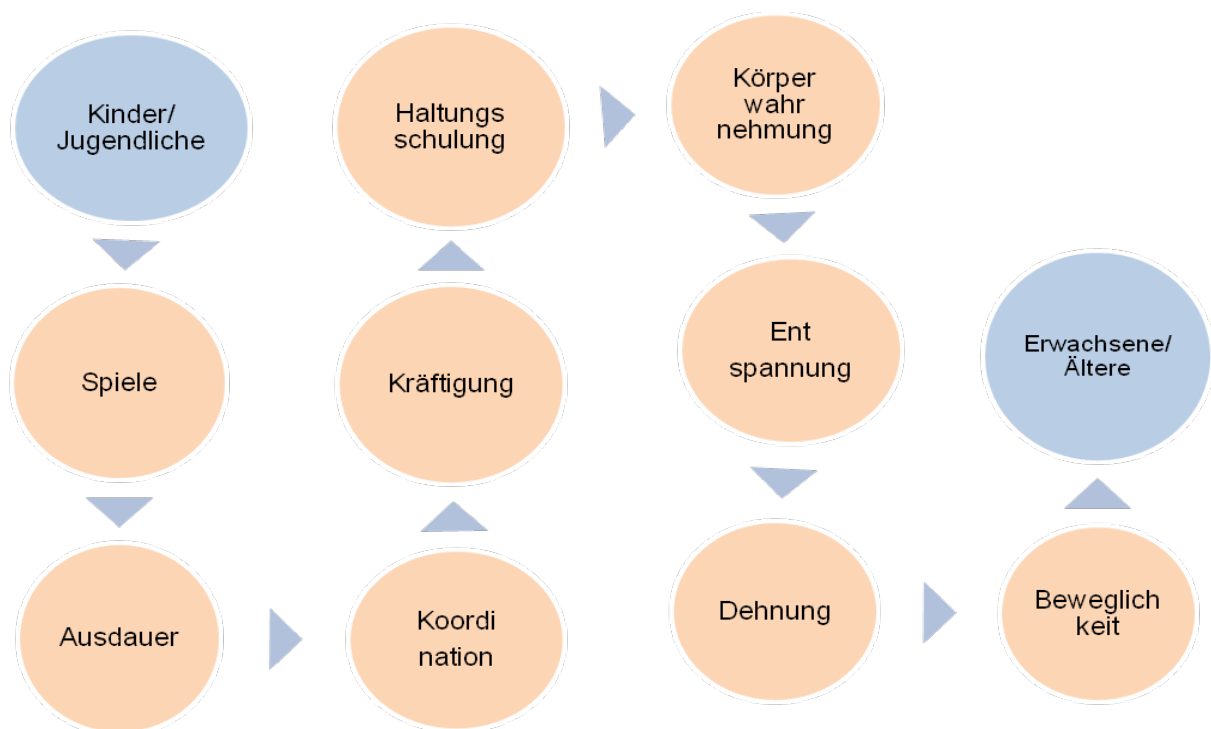 Kinder/
Jugendliche
Spiele
Ausdauer
Koordi
nation
Kräftigung
Haltungs
schulung
Körper
wahr
nehmung
Ent
spannung
Dehnung
Beweglich
keit
Erwachsene/
Ältere